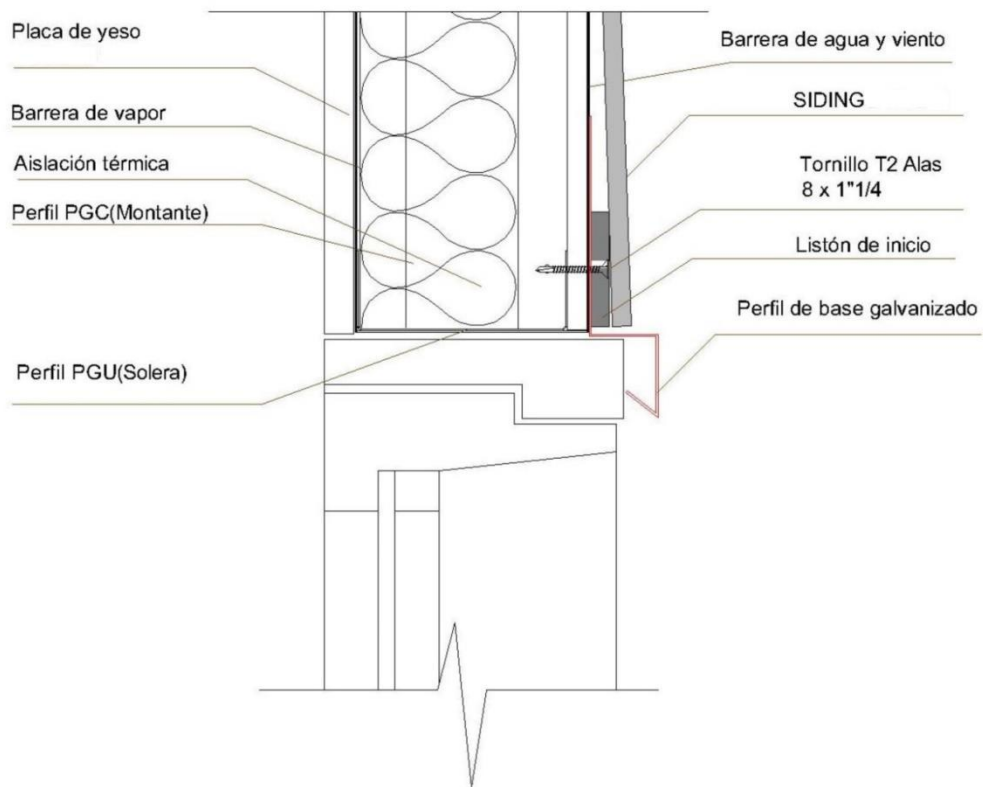 Placa de yeso
Barrera de vapor
Aislación térmica
Perfil PGC(Montante)
Perfil PGU(Solera)
Barrera de agua y viento
SIDING
Tornillo T2 Alas
8 x 1"1/4
Listón de inicio
Perfil de base galvanizado